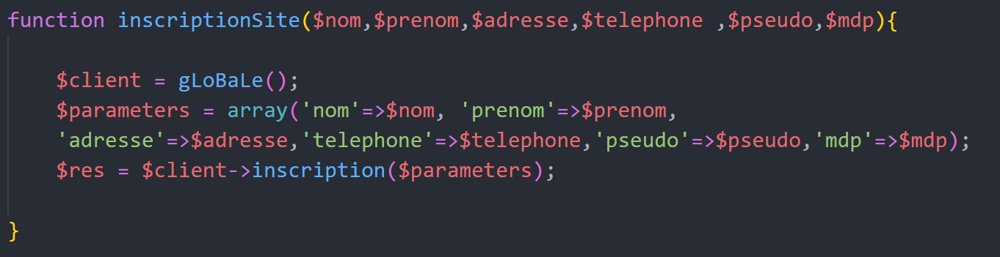 function inscriptionSite($nom,$prenom,$adresse,$telephone ,$pseudo,$mdp){
$client = gLoBaLe();
$parameters = array('nom'=>$nom, 'prenom'=>$prenom,
'adresse'=>$adresse,'telephone'=>$telephone,'pseudo'=>$pseudo,'mdp'=>$mdp);
$res = $client->inscription($parameters);
}